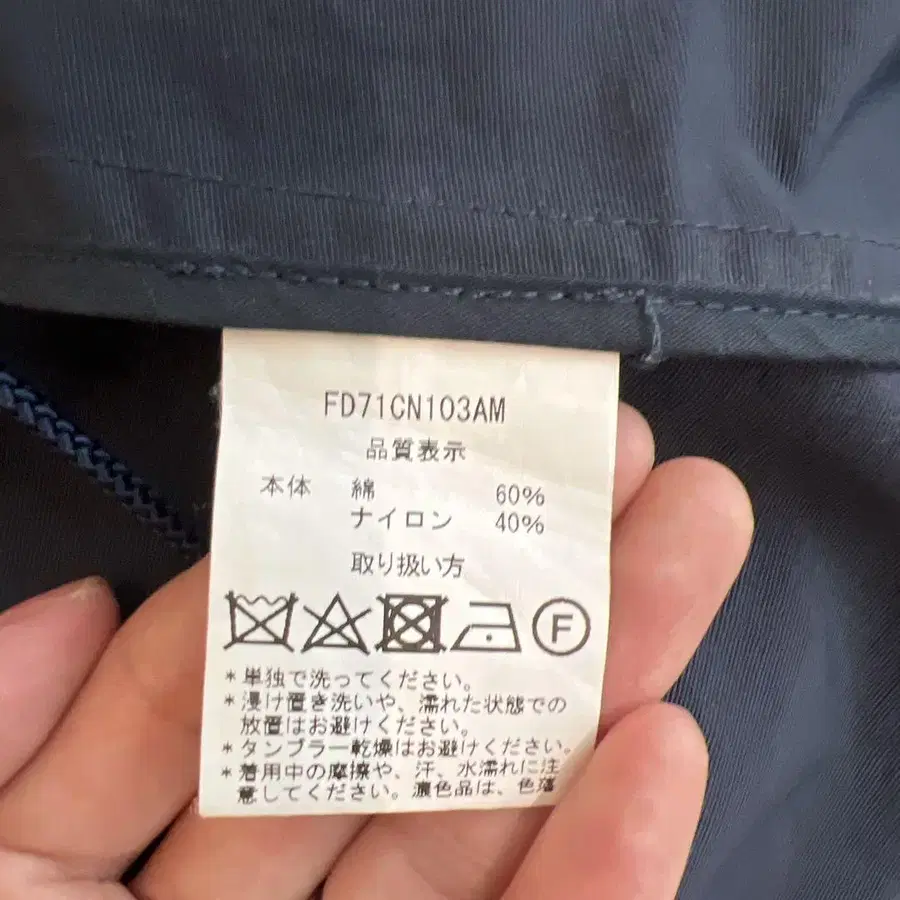 FD71CN103AM
品質表示
本体 綿 60%
ナイロン 40%
取り扱い方
F
*単独で洗ってください。
*浸け置き洗いや、濡れた状態での
放置はお避けください。
*タンブラー乾燥はお避けください。
*着用中の摩擦や、汗、水濡れに注
意してください。濃色品は、色落